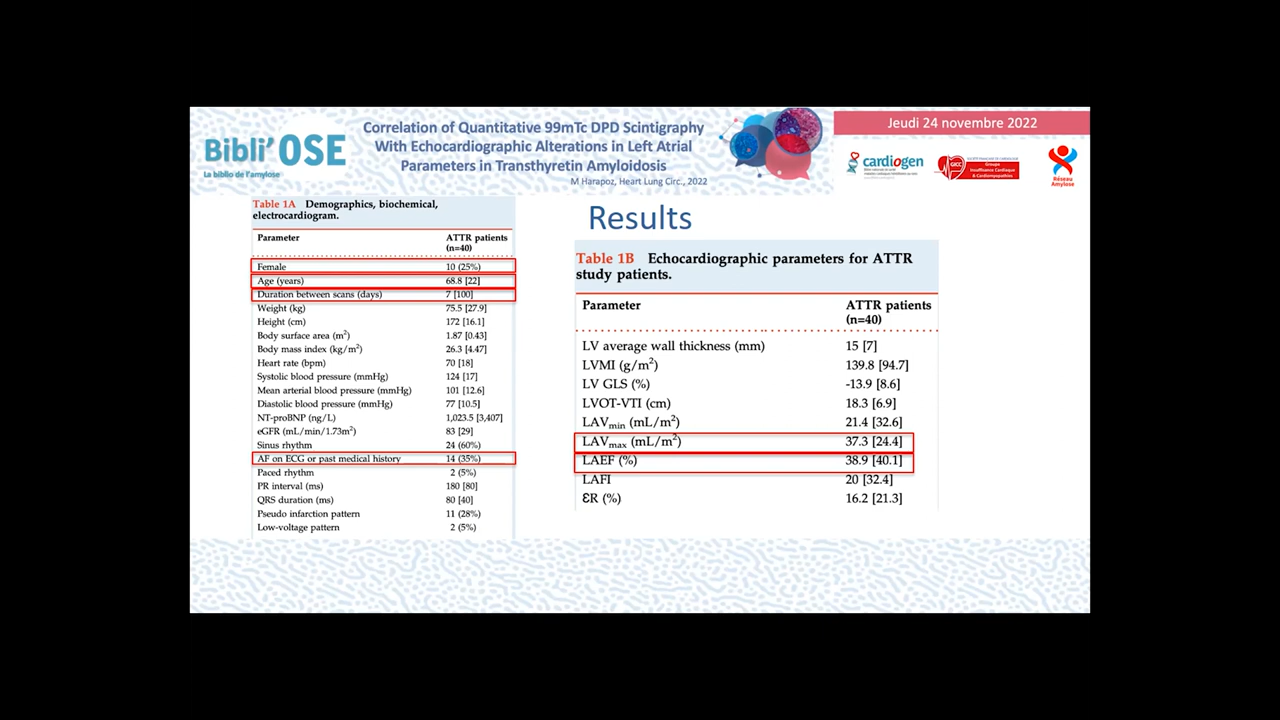 Bibli'OSE
La biblio de l'amylose
Correlation of Quantitative 99mTc DPD Scintigraphy
With Echocardiographic Alterations in Left Atrial
Parameters in Transthyretin Amyloidosis
M Harapoz, Heart Lung Circ., 2022
Jeudi 24 novembre 2022
cardiogen
GICC
Groupe
Insuffisance Cardiaque
& Cardiomyopathies
Réseau
Amylose
Results
Table 1A Demographics, biochemical,
electrocardiogram.
Parameter ATTR patients
(n=40)
Female 10 (25%)
Age (years) 68.8 [22]
Duration between scans (days) 7 [100]
Weight (kg) 75.5 [27.9]
Height (cm) 172 [16.1]
Body surface area (m²) 1.87 [0.43]
Body mass index (kg/m²) 26.3 [4.47]
Heart rate (bpm) 70 [18]
Systolic blood pressure (mmHg) 124 [17]
Mean arterial blood pressure (mmHg) 101 [12.6]
Diastolic blood pressure (mmHg) 77 [10.5]
NT-proBNP (ng/L) 1,023.5 [3,407]
eGFR (mL/min/1.73m²) 83 [29]
Sinus rhythm 24 (60%)
AF on ECG or past medical history 14 (35%)
Paced rhythm 2 (5%)
PR interval (ms) 180 [80]
QRS duration (ms) 80 [40]
Pseudo infarction pattern 11 (28%)
Low-voltage pattern 2 (5%)
Table 1B Echocardiographic parameters for ATTR
study patients.
Parameter ATTR patients
(n=40)
LV average wall thickness (mm) 15 [7]
LVMI (g/m²) 139.8 [94.7]
LV GLS (%) -13.9 [8.6]
LVOT-VTI (cm) 18.3 [6.9]
LAVmin (mL/m²) 21.4 [32.6]
LAVmax (mL/m²) 37.3 [24.4]
LAEF (%) 38.9 [40.1]
LAFI 20 [32.4]
ƐR (%) 16.2 [21.3]